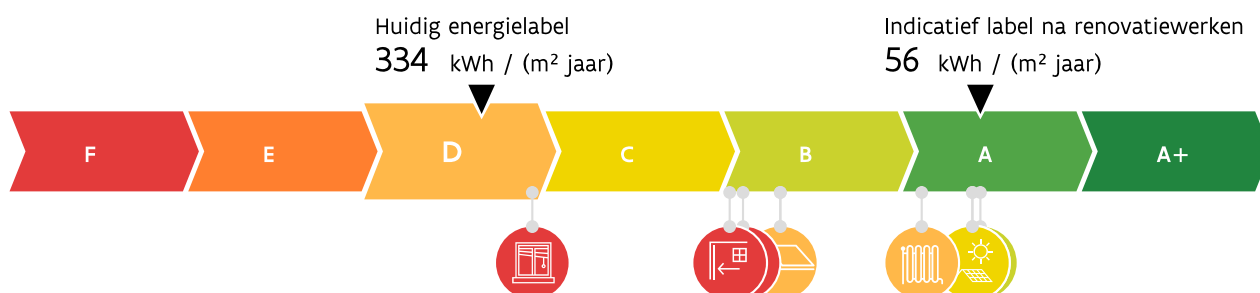 Huidig energielabel
334 kWh / (m² jaar)
Indicatief label na renovatiewerken
56 kWh / (m² jaar)
F E D C B A A+